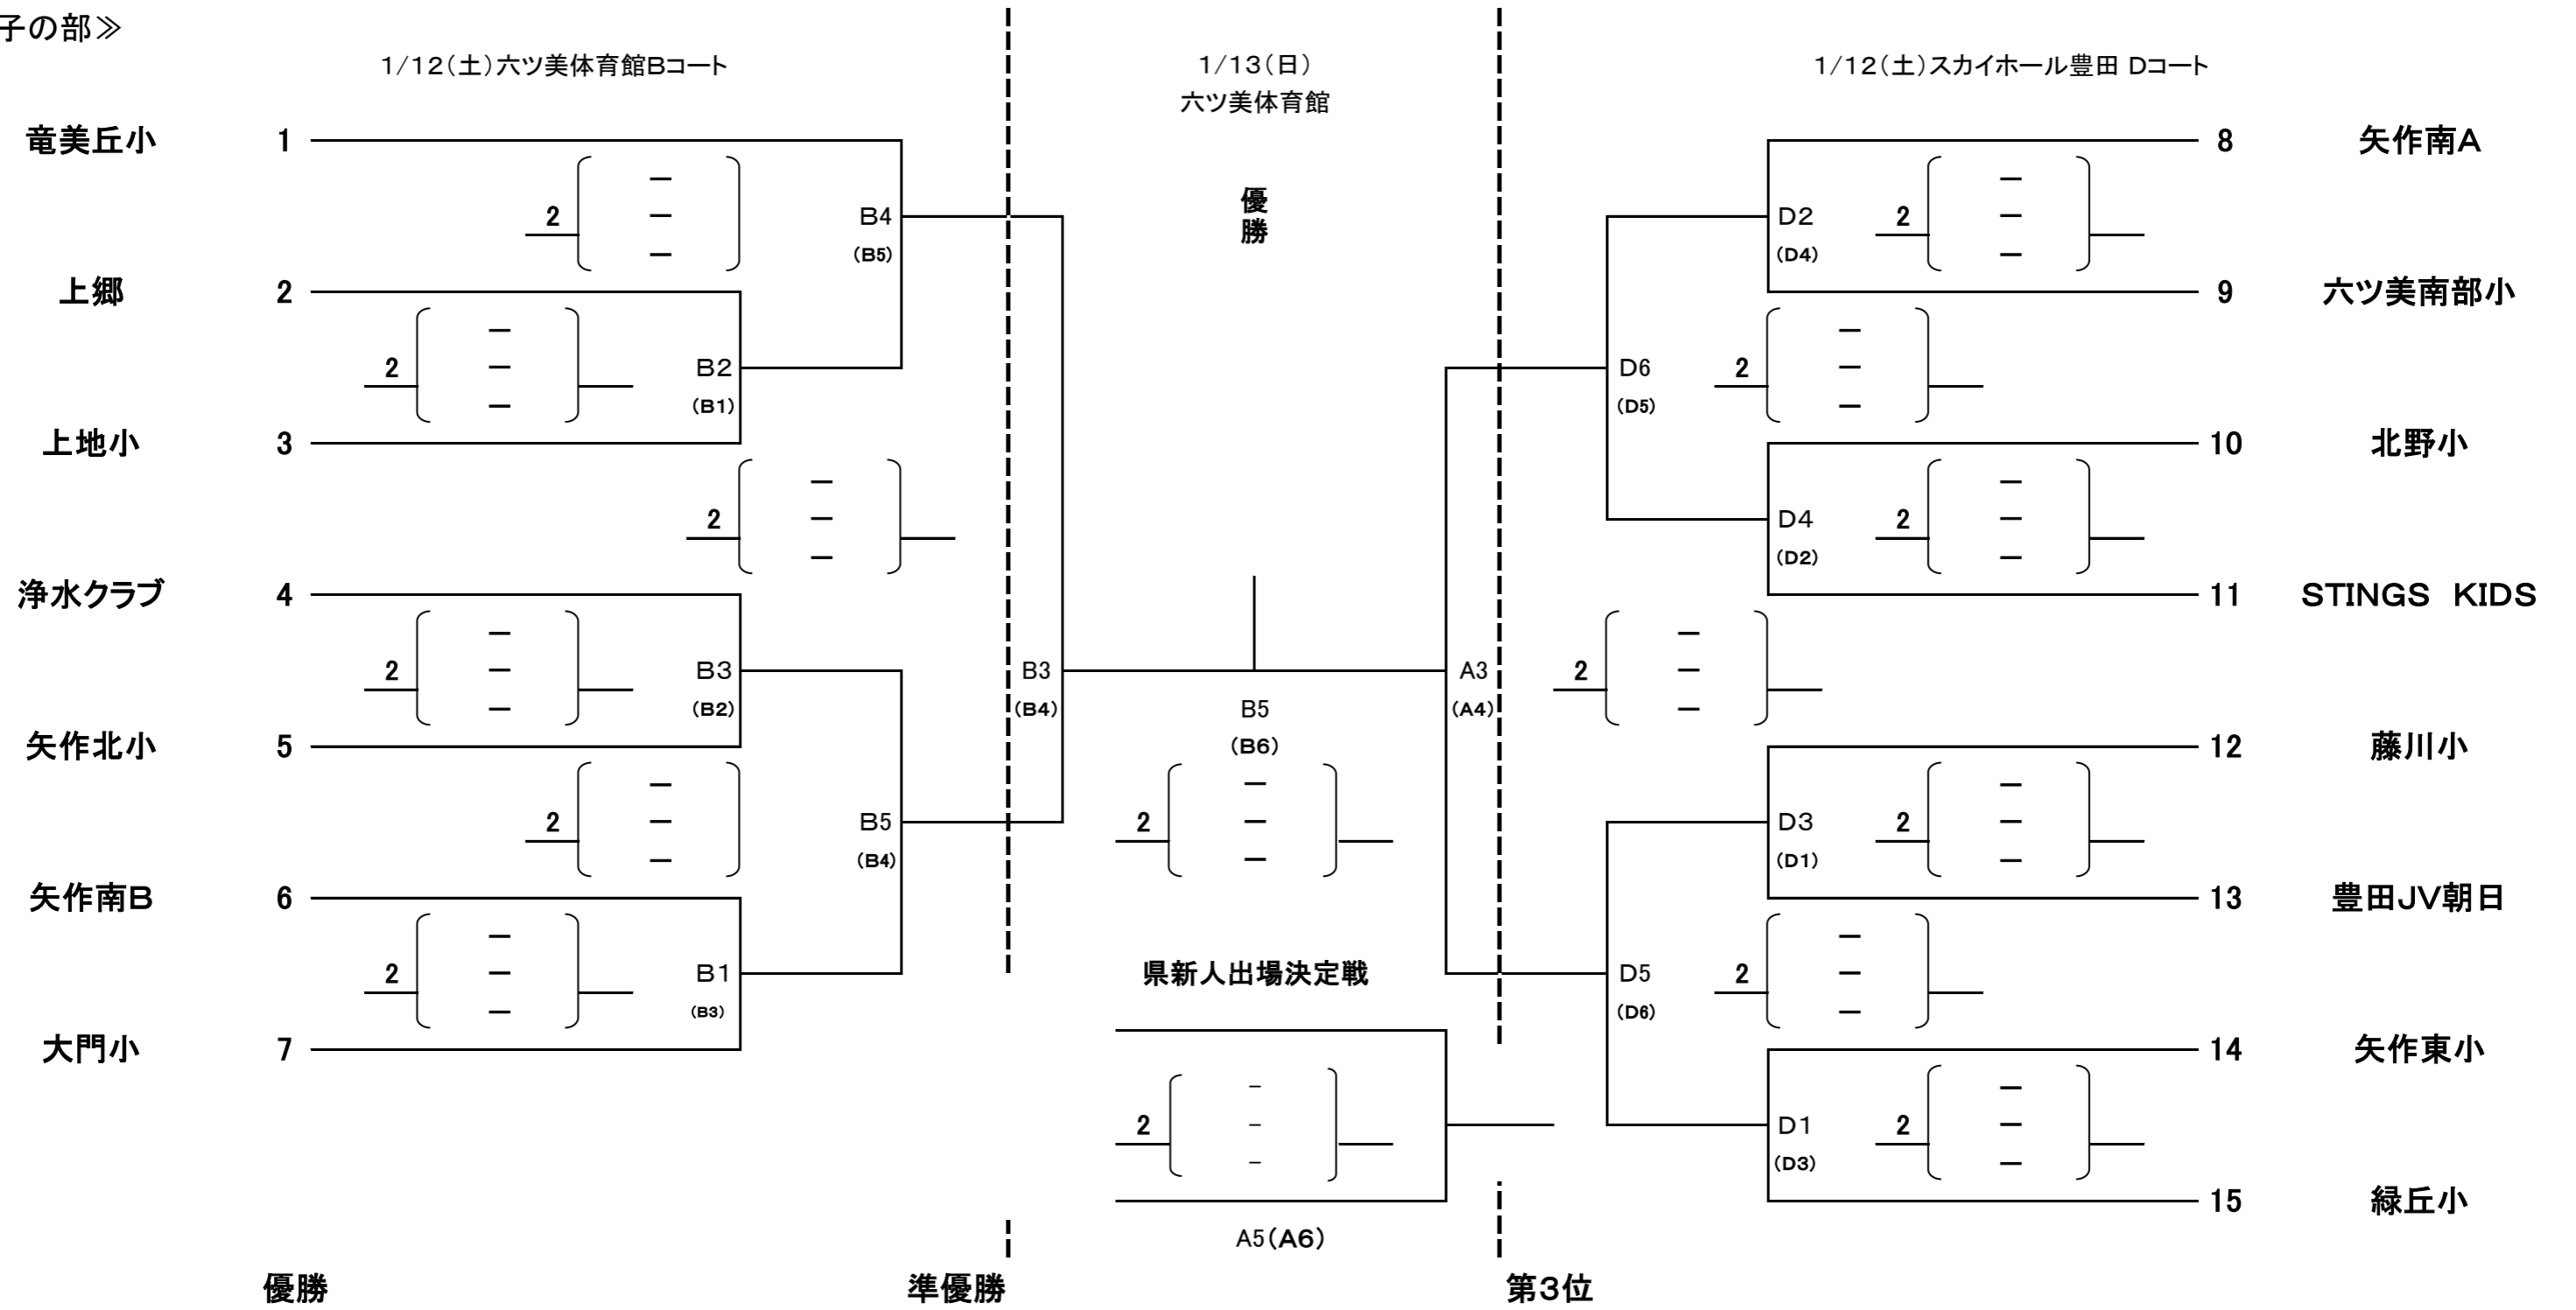 子の部≫
1/12(土)六ツ美体育館Bコート
1/13(日)
六ツ美体育館
1/12(土)スカイホール豊田 Dコート
優勝
竜美丘小 1
上郷 2
上地小 3
浄水クラブ 4
矢作北小 5
矢作南B 6
大門小 7
2 ― ― ―
B4
(B5)
2 ― ― ―
B2
(B1)
2 ― ― ―
2 ― ― ―
B3
(B2)
2 ― ― ―
B5
(B4)
2 ― ― ―
B1
(B3)
B3
(B4)
B5
(B6)
2 ― ― ―
A3
(A4)
県新人出場決定戦
2 − − −
A5(A6)
8 矢作南A
9 六ツ美南部小
10 北野小
11 STINGS KIDS
12 藤川小
13 豊田JV朝日
14 矢作東小
15 緑丘小
D2
(D4)
2 ― ― ―
D6
(D5)
2 ― ― ―
D4
(D2)
2 ― ― ―
2 ― ― ―
D3
(D1)
2 ― ― ―
D5
(D6)
2 ― ― ―
D1
(D3)
2 ― ― ―
優勝
準優勝
第3位